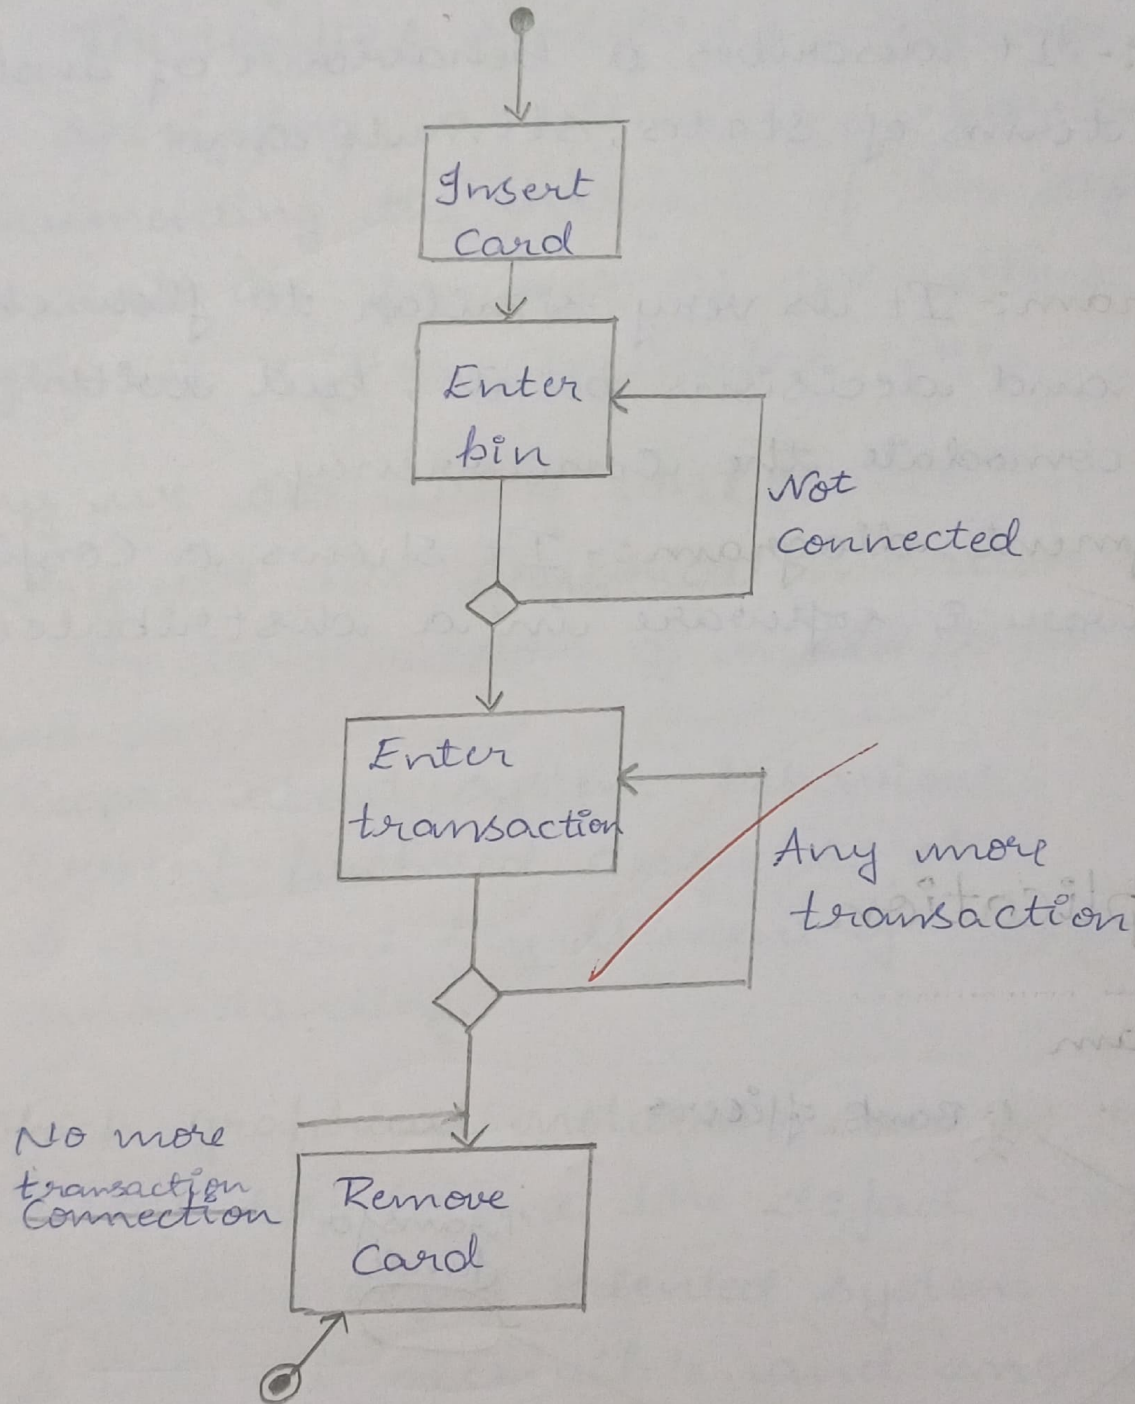 Insert
Card
Enter
pin
Not
connected
Enter
transaction
Any more
transaction
No more
transaction
Connection
Remove
Card